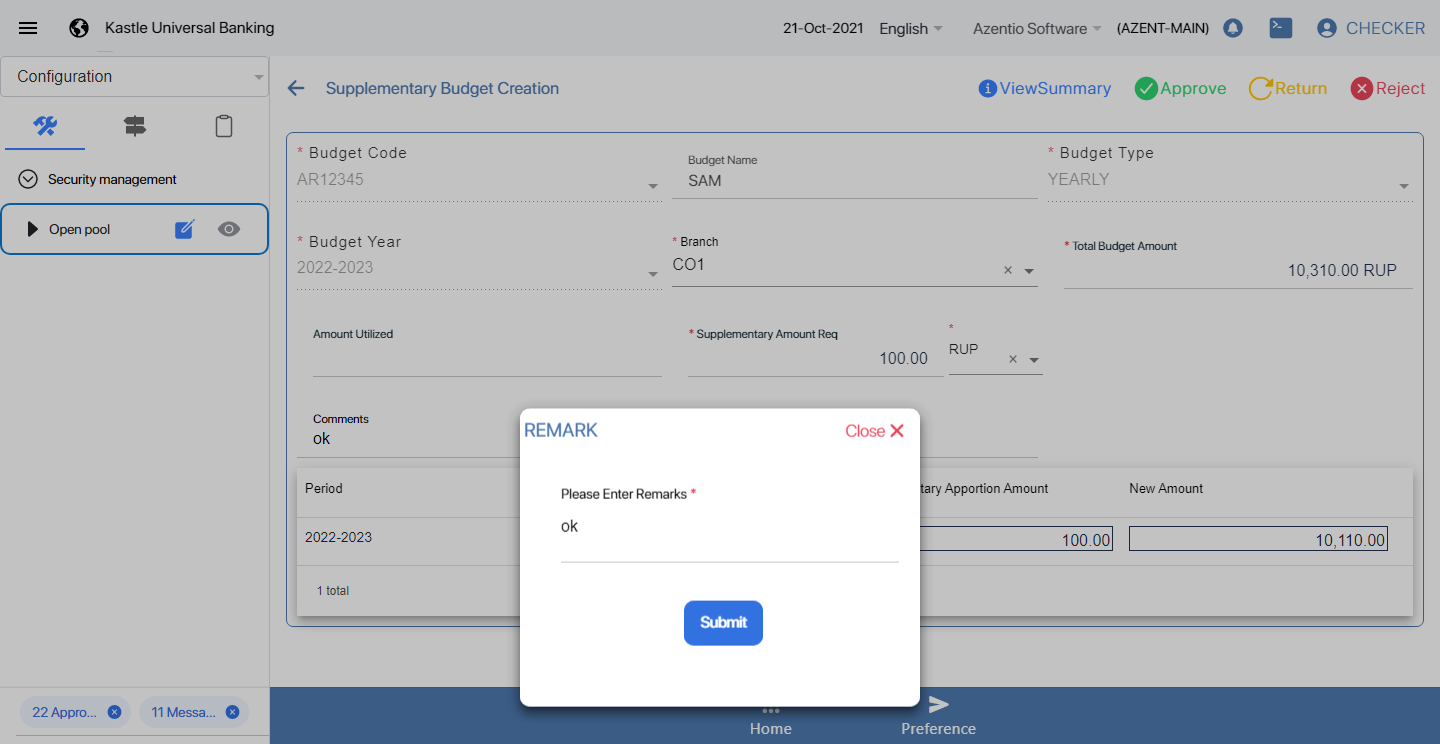 Kastle Universal Banking
21-Oct-2021 English Azentio Software (AZENT-MAIN) CHECKER
Configuration
Supplementary Budget Creation
ViewSummary Approve Return Reject
Security management
Open pool
* Budget Code
AR12345
Budget Name
SAM
* Budget Type
YEARLY
* Budget Year
2022-2023
* Branch
CO1
* Total Budget Amount
10,310.00 RUP
Amount Utilized
* Supplementary Amount Req
100.00
*
RUP
Comments
ok
REMARK
Close
Please Enter Remarks *
ok
Submit
Period
tary Apportion Amount
New Amount
2022-2023
100.00
10,110.00
1 total
22 Appro...
11 Messa...
Home
Preference